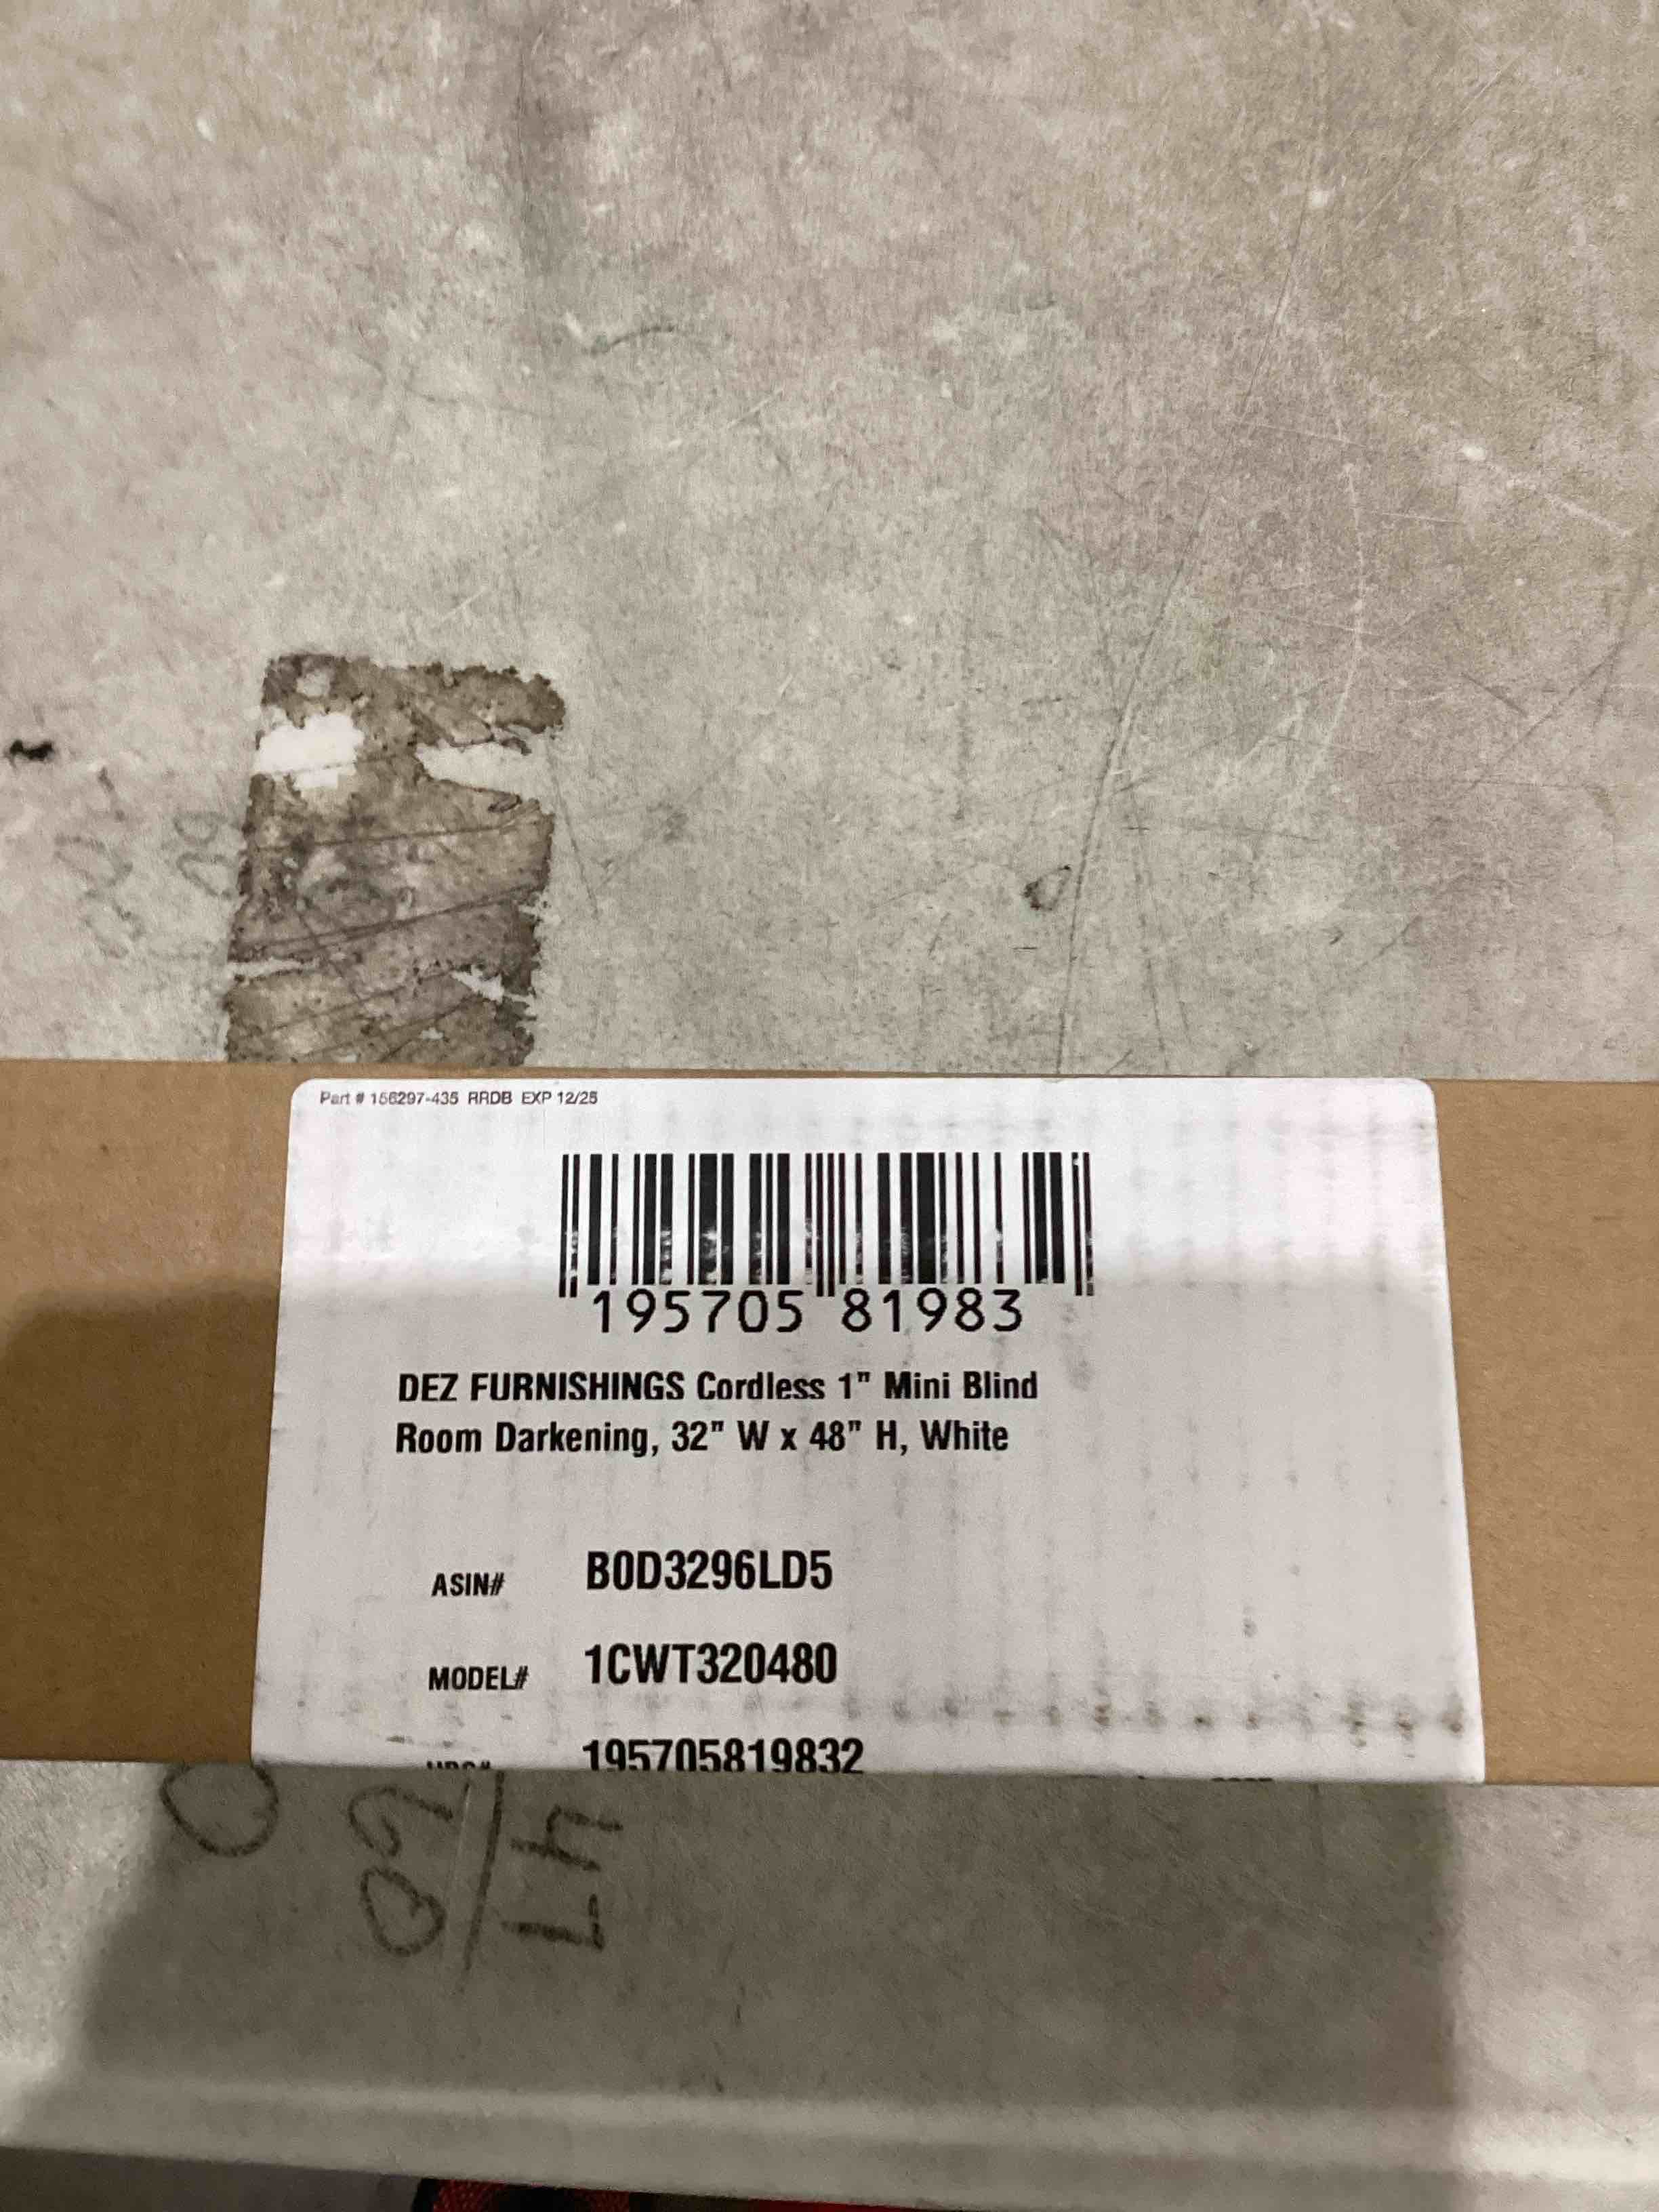 Part # 156297-435 RRDB EXP 12/25
195705 81983
DEZ FURNISHINGS Cordless 1" Mini Blind
Room Darkening, 32" W x 48" H, White
ASIN# B0D3296LD5
MODEL# 1CWT320480
195705819832